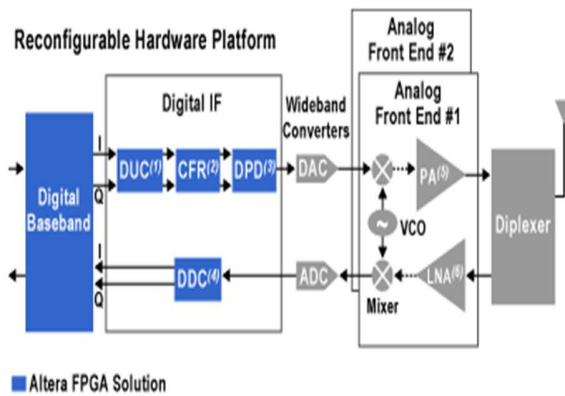 Reconfigurable Hardware Platform
Analog
Front End #2
Digital IF
Wideband
Converters
Analog
Front End #1
Digital
Baseband
I
Q
DUC(1)
CFR(2)
DPD(3)
DAC
PA(5)
VCO
Diplexer
I
Q
DDC(4)
ADC
Mixer
LNA(6)
Altera FPGA Solution